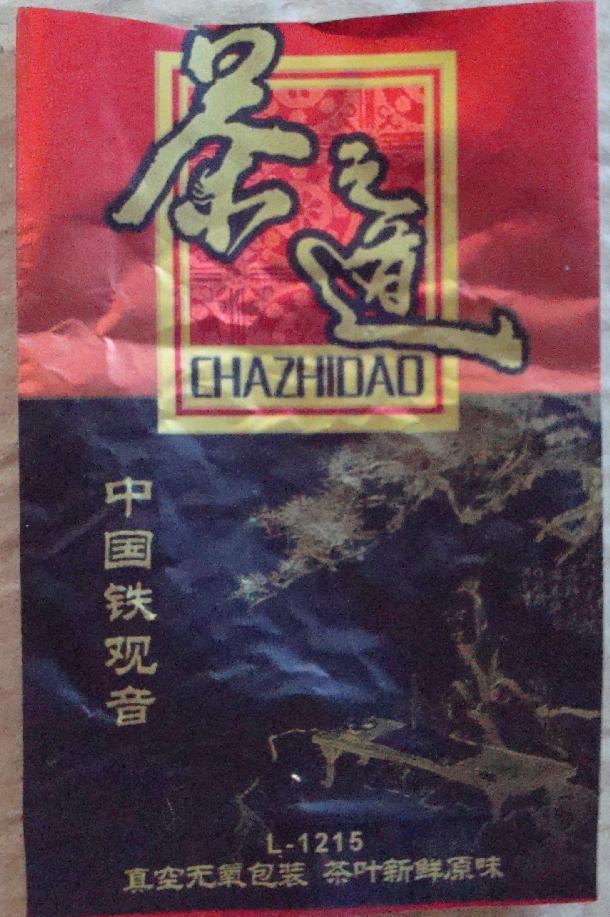 茶之道
CHAZHIDAO
中国铁观音
L-1215
真空无氧包装 茶叶新鲜原味